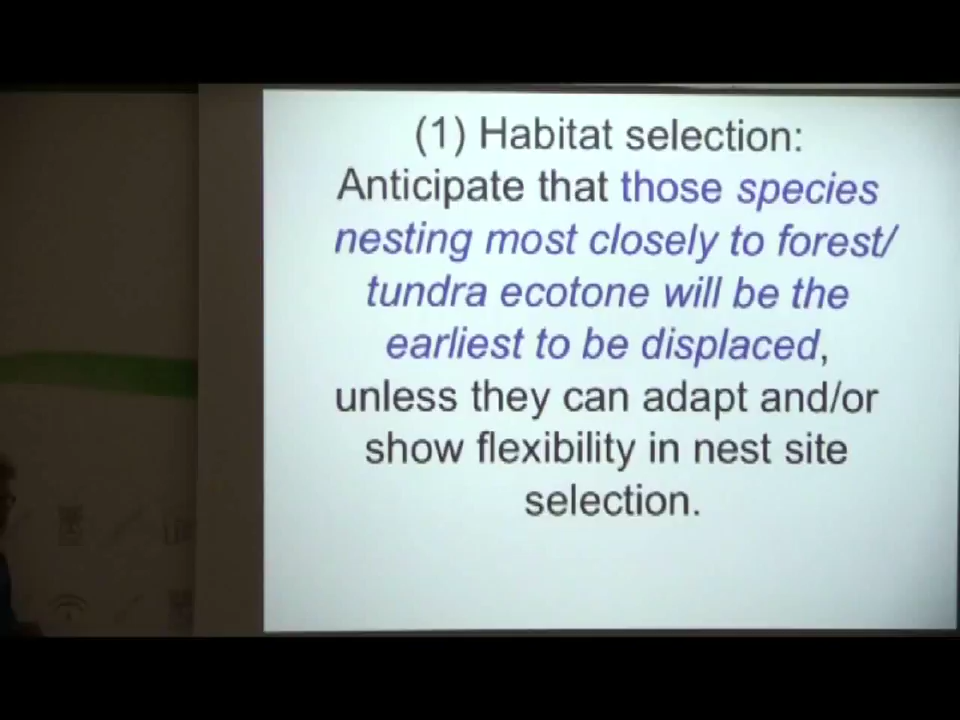 (1) Habitat selection:
Anticipate that those species
nesting most closely to forest/
tundra ecotone will be the
earliest to be displaced,
unless they can adapt and/or
show flexibility in nest site
selection.